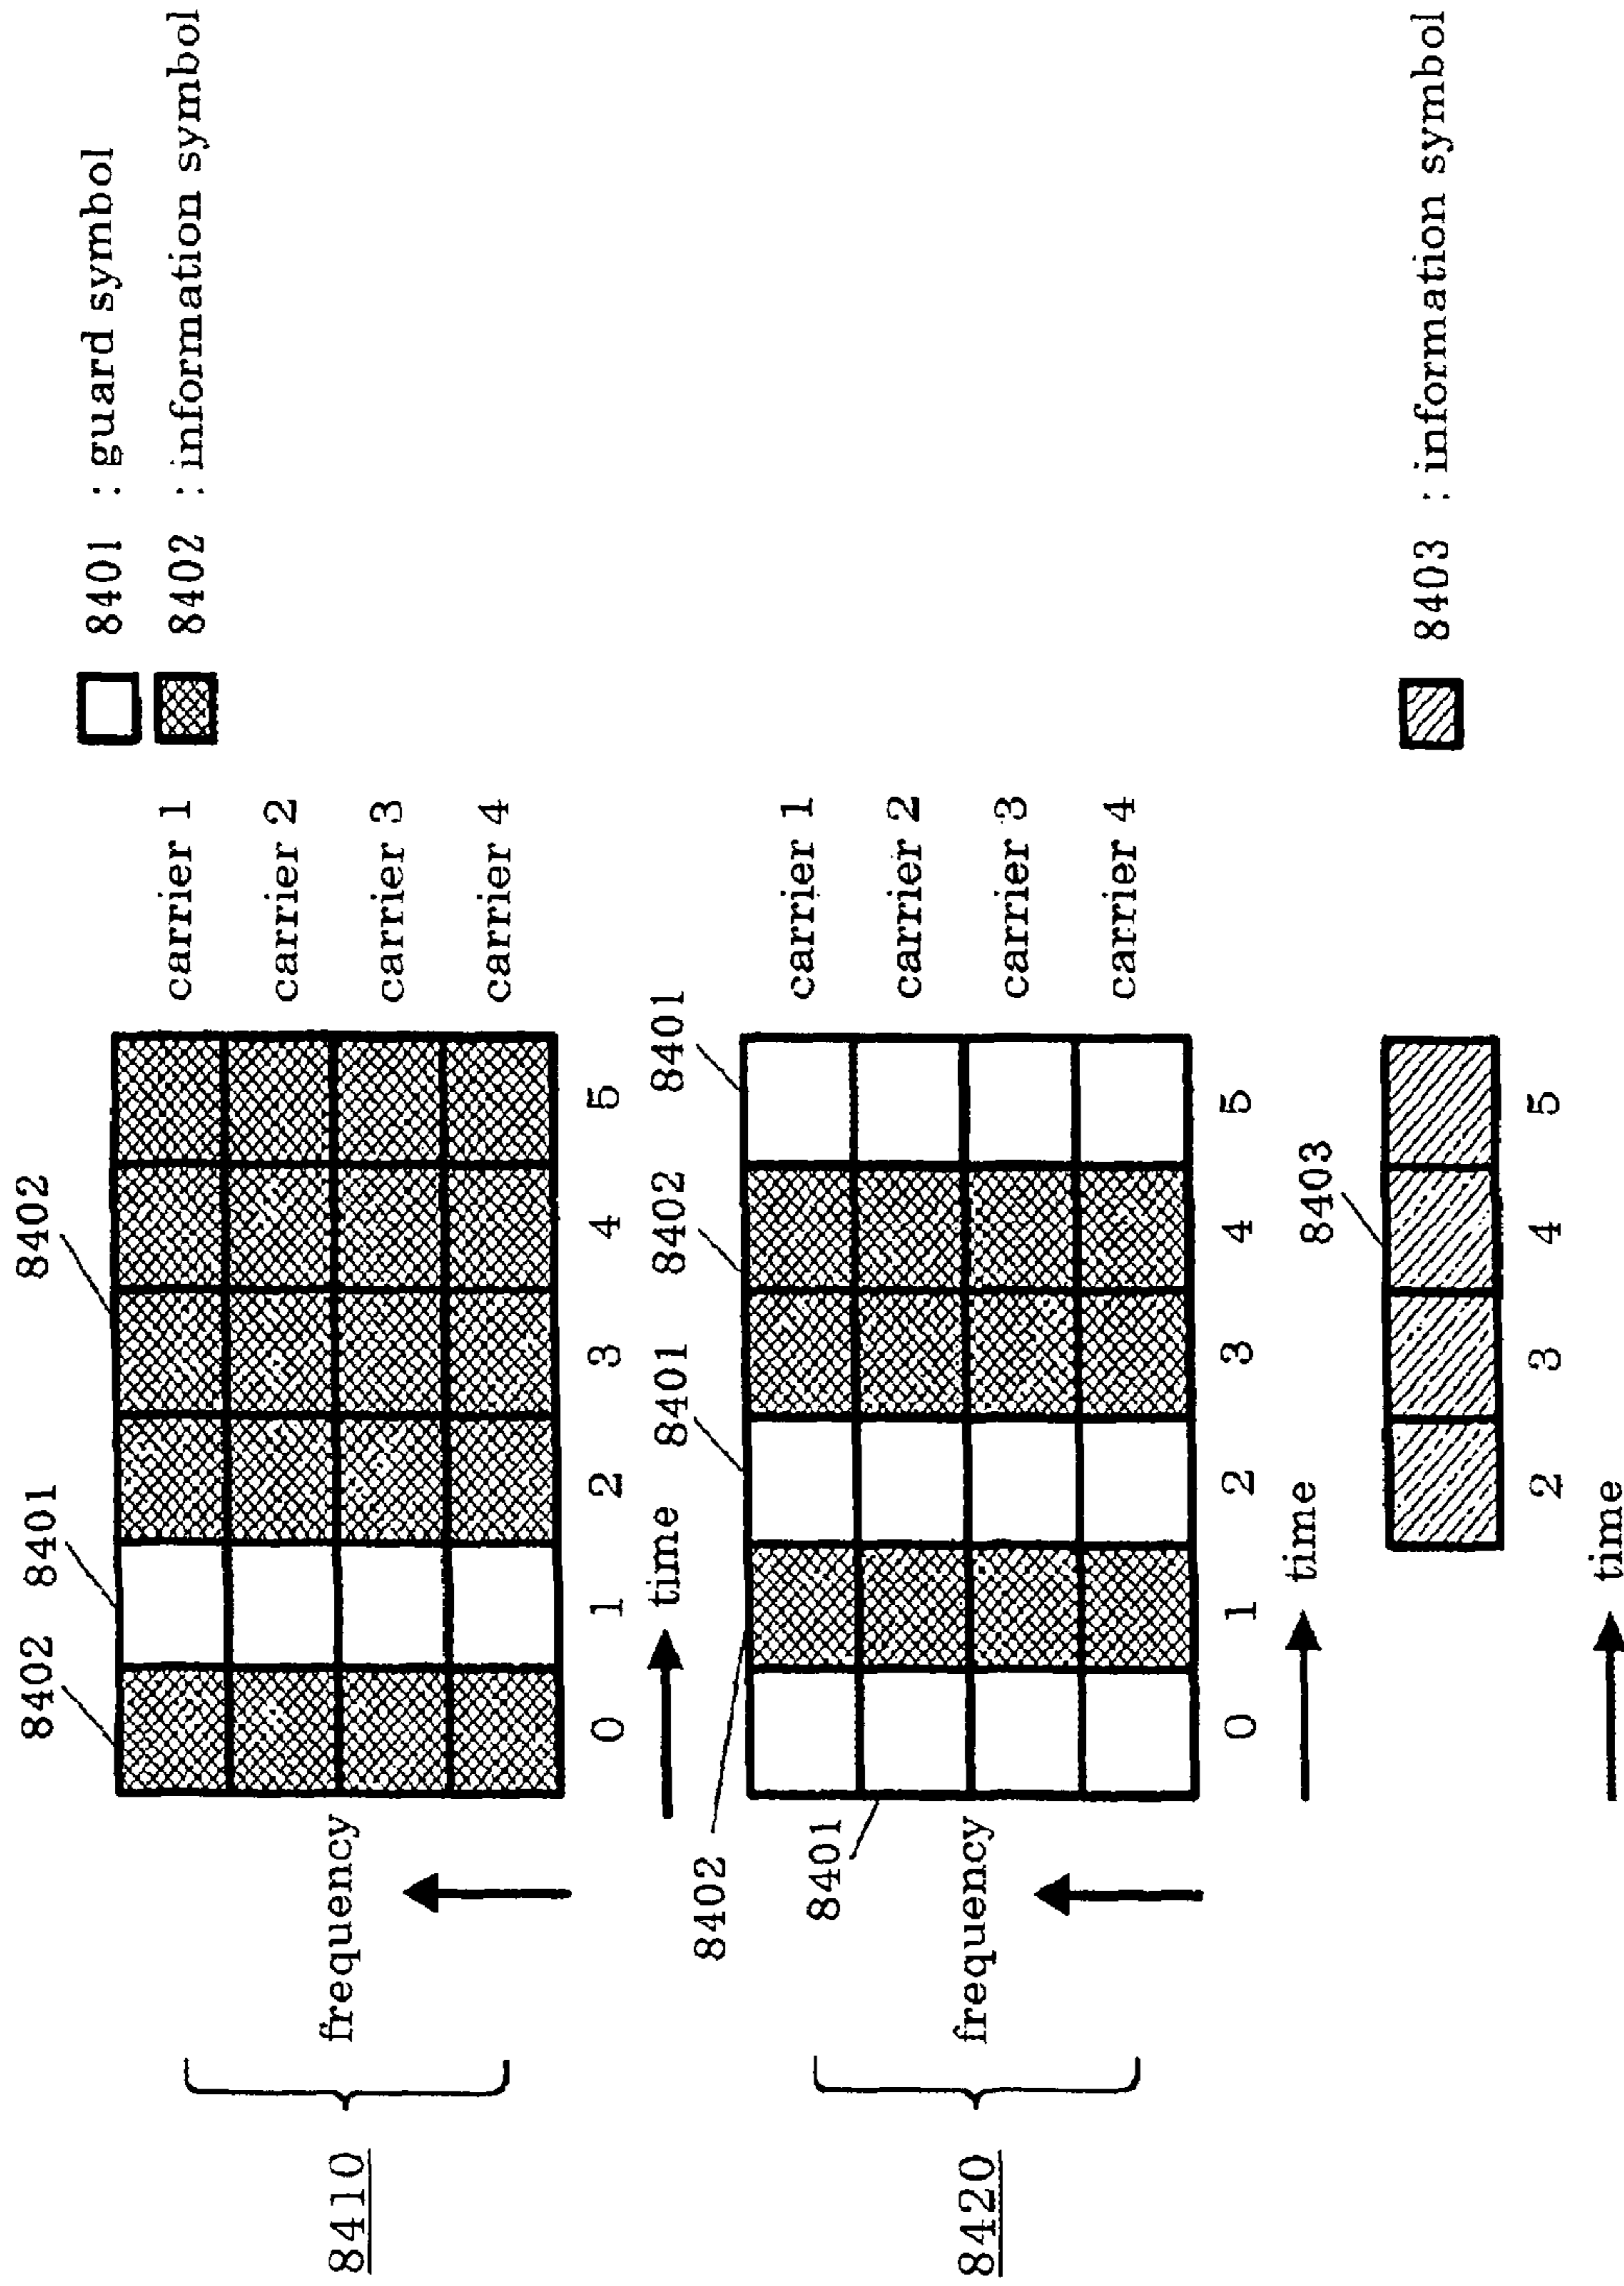 8401 : guard symbol
8402 : information symbol
8402 8401 8402
8410
frequency
carrier 1
carrier 2
carrier 3
carrier 4
0 1 2 3 4 5
time
8402 8401 8401 8402 8401
8420
frequency
carrier 1
carrier 2
carrier 3
carrier 4
0 1 2 3 4 5
time
8403
8403 : information symbol
2 3 4 5
time